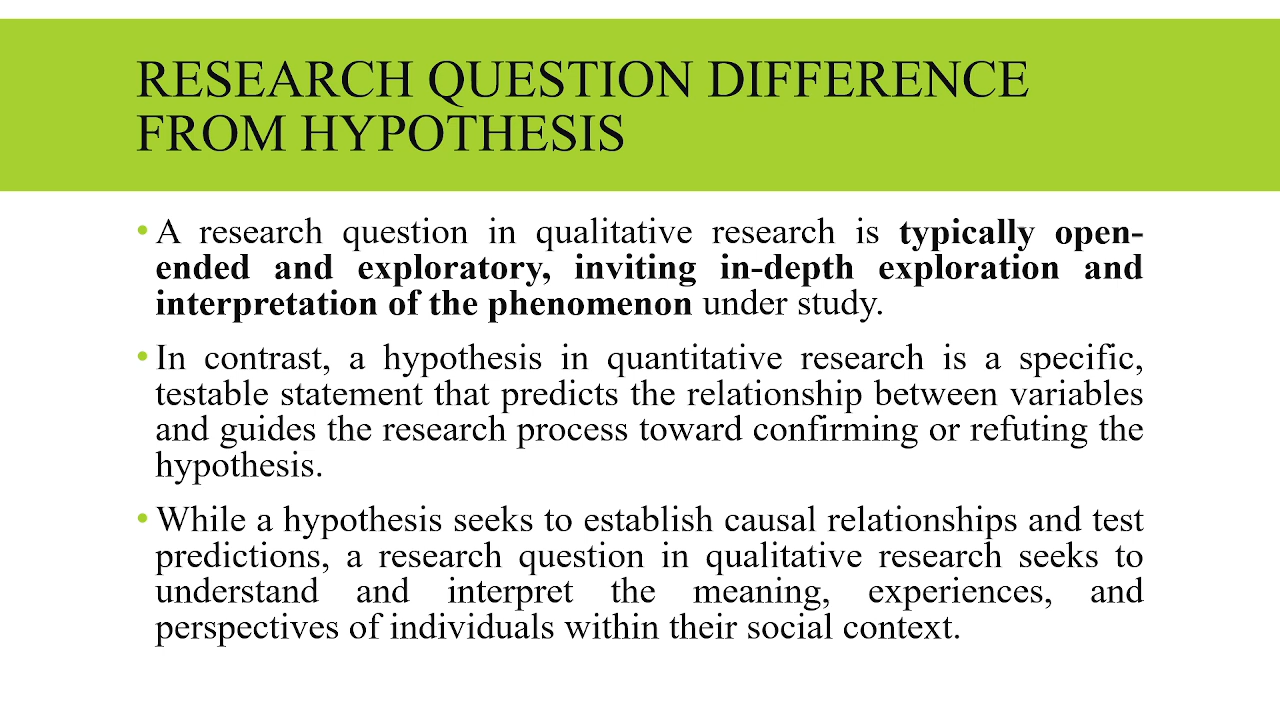 RESEARCH QUESTION DIFFERENCE
FROM HYPOTHESIS
• A research question in qualitative research is typically open-
ended and exploratory, inviting in-depth exploration and
interpretation of the phenomenon under study.
• In contrast, a hypothesis in quantitative research is a specific,
testable statement that predicts the relationship between variables
and guides the research process toward confirming or refuting the
hypothesis.
• While a hypothesis seeks to establish causal relationships and test
predictions, a research question in qualitative research seeks to
understand and interpret the meaning, experiences, and
perspectives of individuals within their social context.